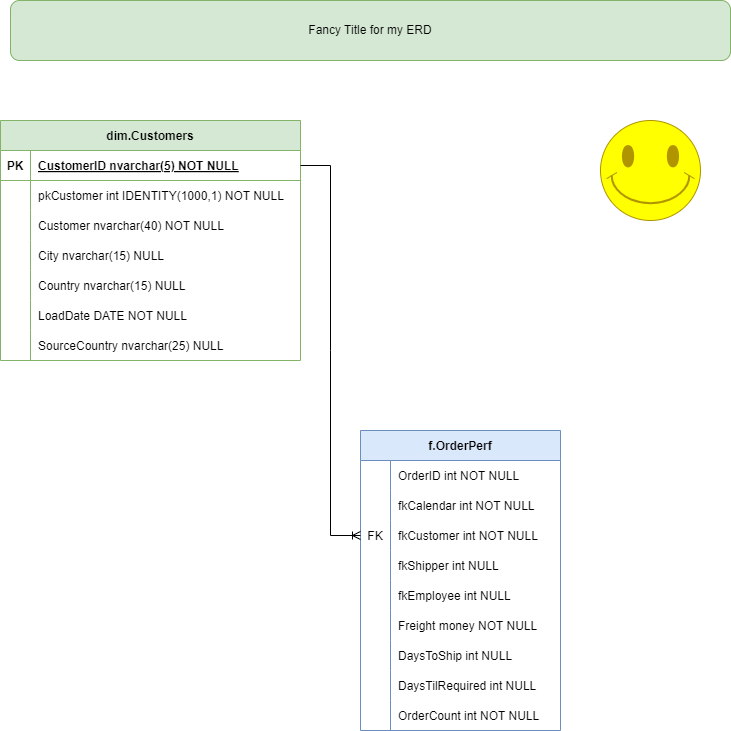 Fancy Title for my ERD
dim.Customers
PK CustomerID nvarchar(5) NOT NULL
pkCustomer int IDENTITY(1000,1) NOT NULL
Customer nvarchar(40) NOT NULL
City nvarchar(15) NULL
Country nvarchar(15) NULL
LoadDate DATE NOT NULL
SourceCountry nvarchar(25) NULL
f.OrderPerf
OrderID int NOT NULL
fkCalendar int NOT NULL
FK fkCustomer int NOT NULL
fkShipper int NULL
fkEmployee int NULL
Freight money NOT NULL
DaysToShip int NULL
DaysTilRequired int NULL
OrderCount int NOT NULL